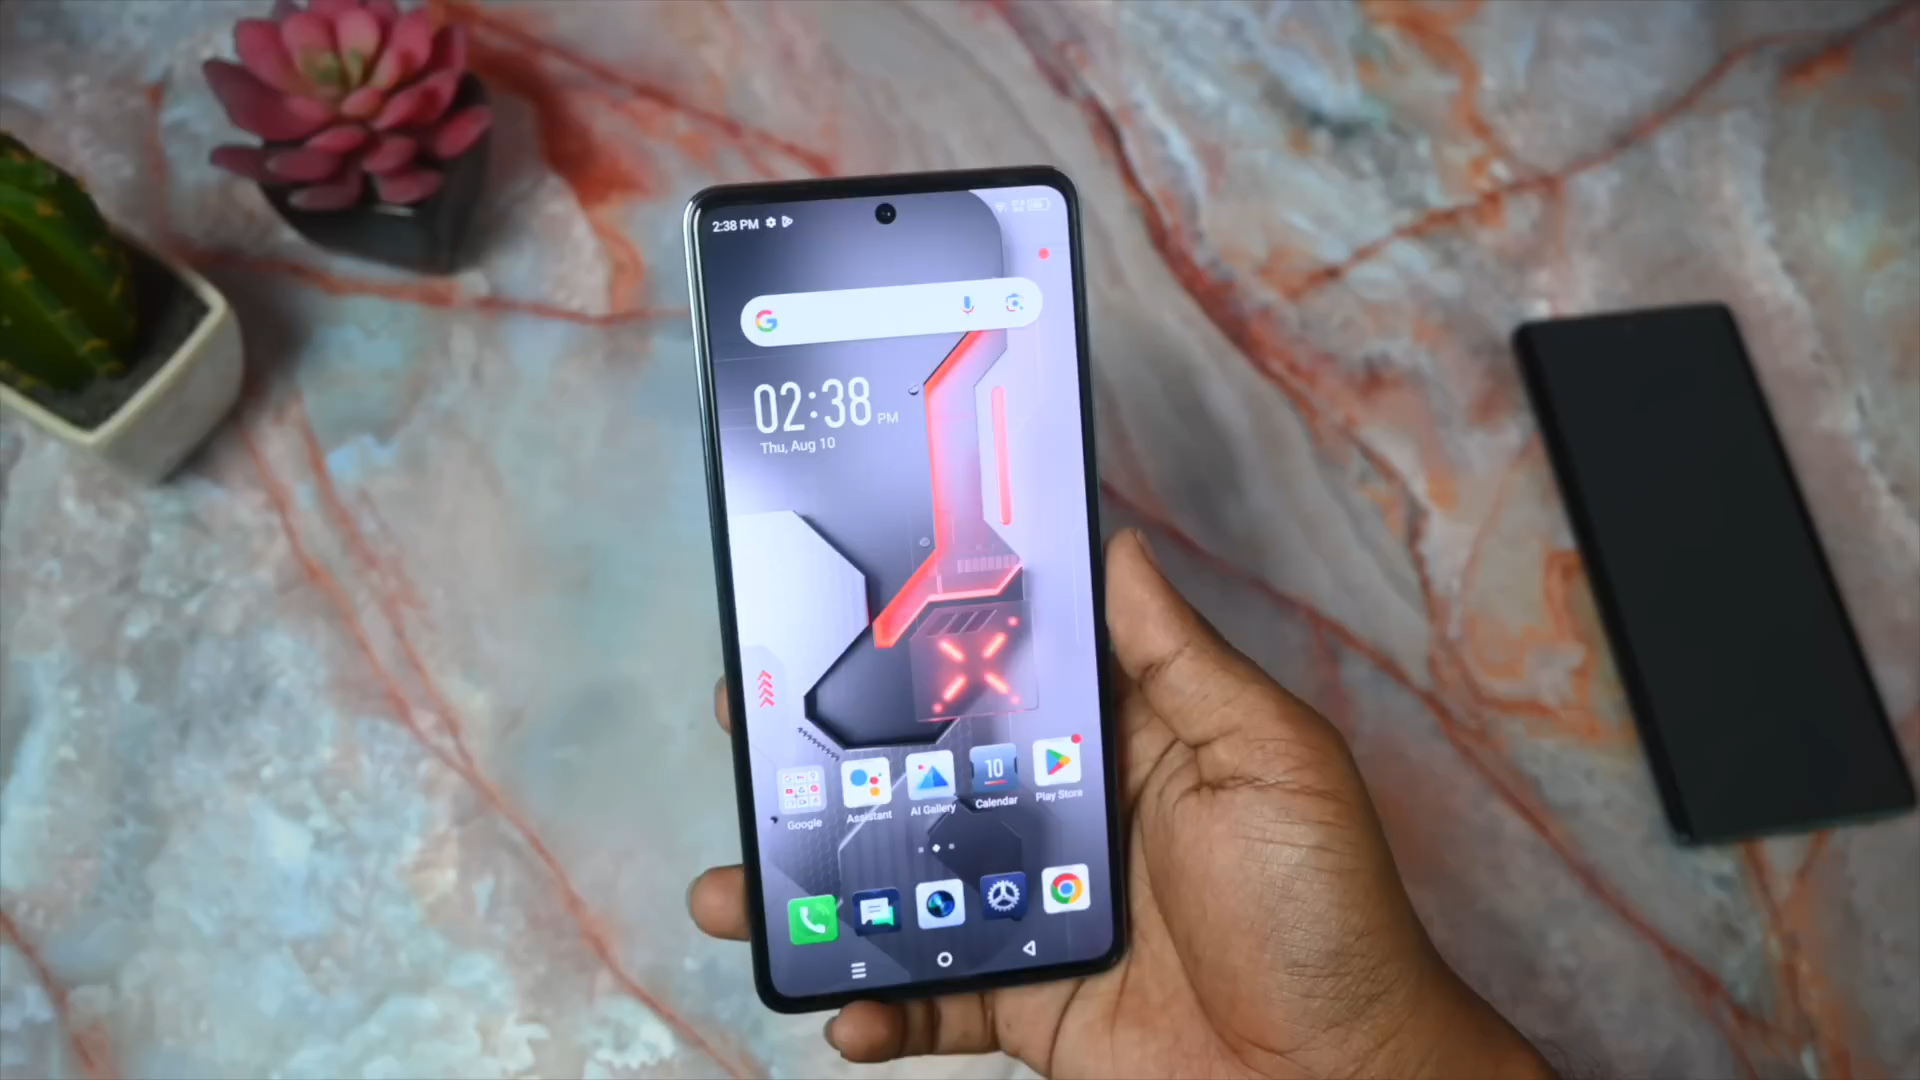 2:38 PM
02:38 PM
Thu, Aug 10
10
Google
Assistant
AI Gallery
Calendar
Play Store